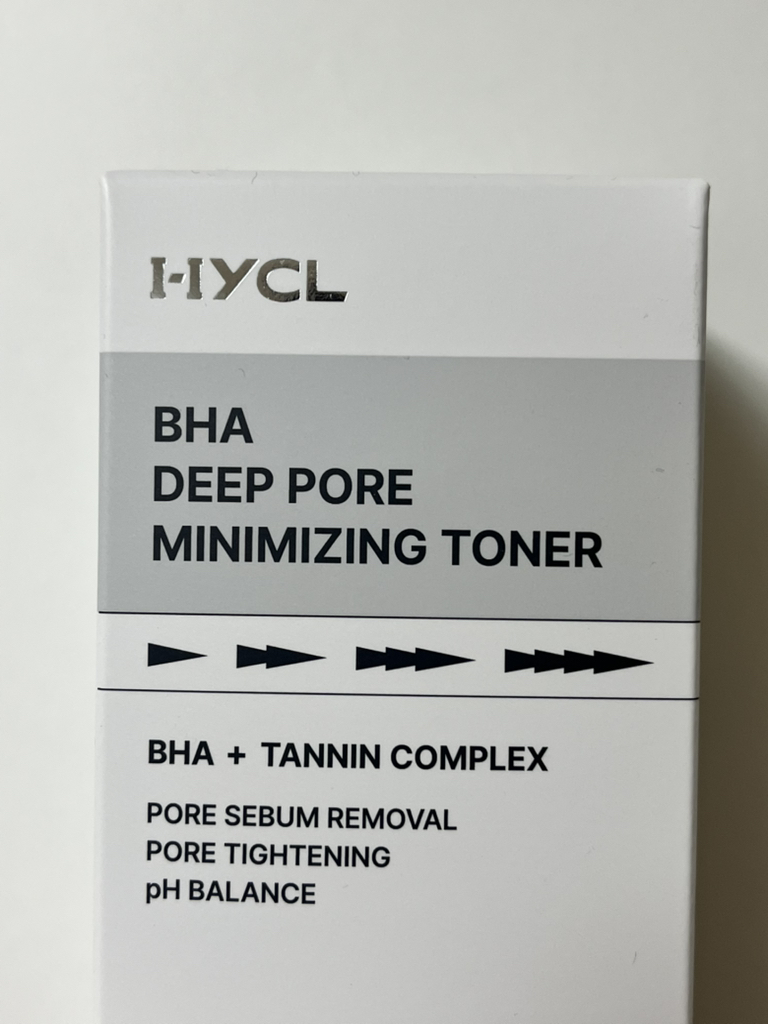 HYCL
BHA
DEEP PORE
MINIMIZING TONER
BHA + TANNIN COMPLEX
PORE SEBUM REMOVAL
PORE TIGHTENING
pH BALANCE